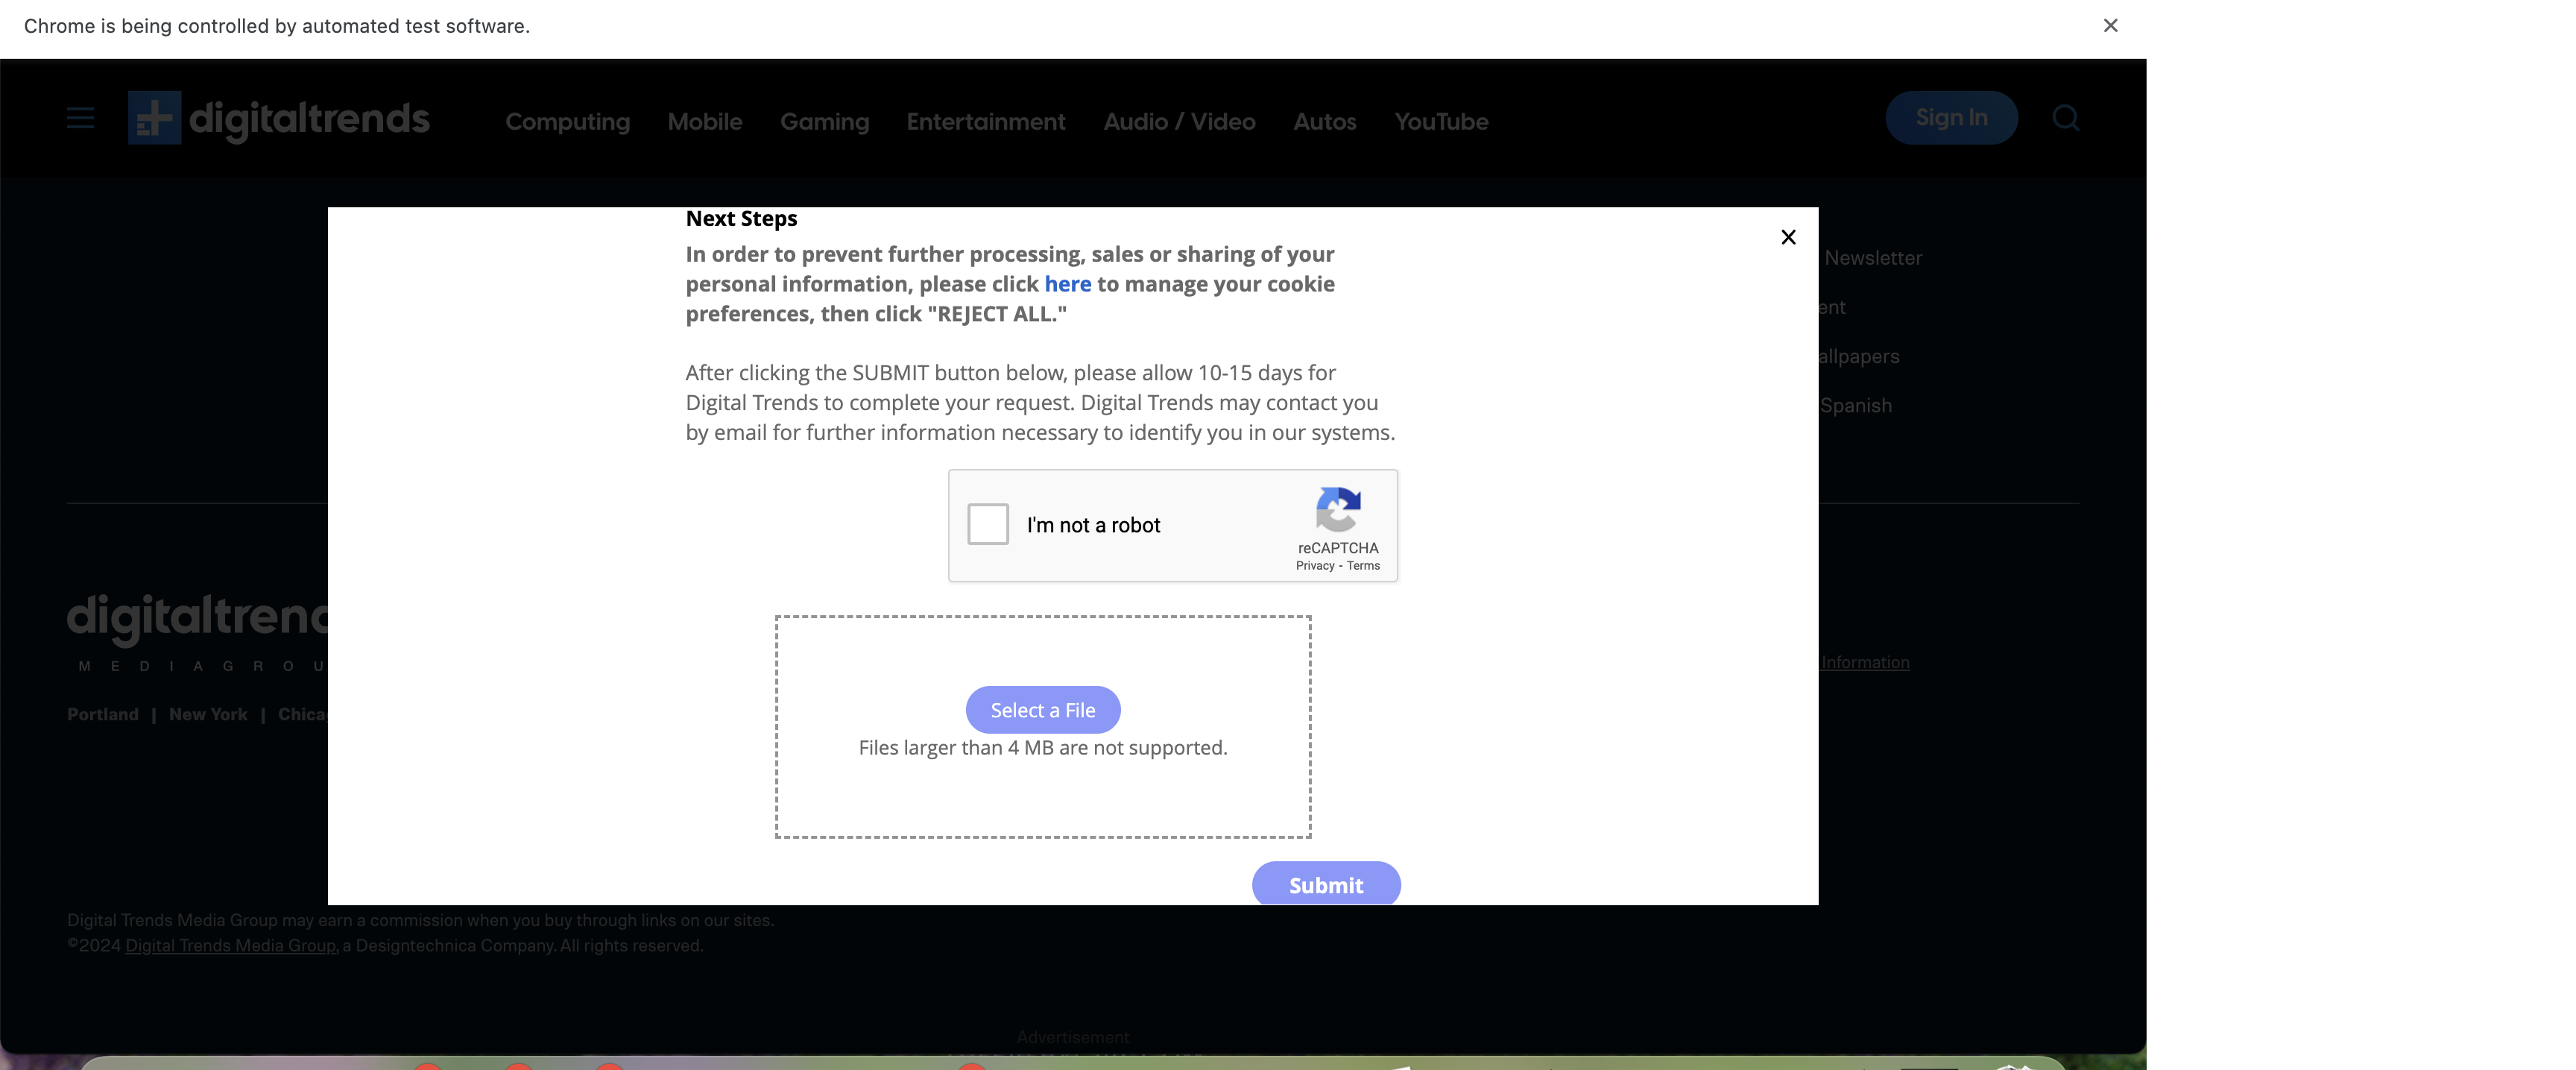 Chrome is being controlled by automated test software.
digitaltrends
Computing Mobile Gaming Entertainment Audio / Video Autos YouTube
Sign In
Next Steps
In order to prevent further processing, sales or sharing of your
personal information, please click here to manage your cookie
preferences, then click "REJECT ALL."
After clicking the SUBMIT button below, please allow 10-15 days for
Digital Trends to complete your request. Digital Trends may contact you
by email for further information necessary to identify you in our systems.
I'm not a robot
reCAPTCHA
Privacy - Terms
Select a File
Files larger than 4 MB are not supported.
Submit
Newsletter
ent
allpapers
Spanish
Information
digitaltrend
MEDIAGROU
Portland | New York | Chica
Digital Trends Media Group may earn a commission when you buy through links on our sites.
©2024 Digital Trends Media Group, a Designtechnica Company. All rights reserved.
Advertisement